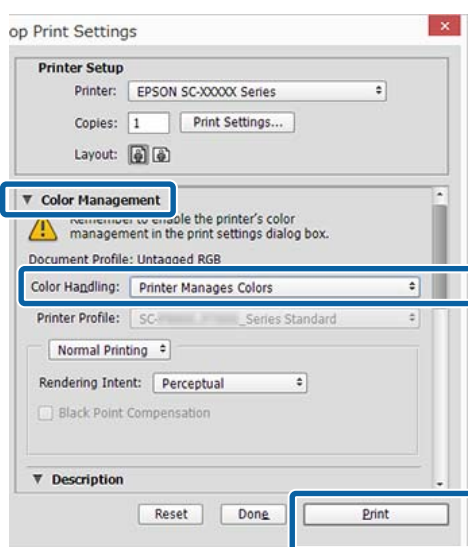 op Print Settings
Printer Setup
Printer: EPSON SC-XXXXX Series
Copies: 1 Print Settings...
Layout:
Color Management
Remember to enable the printer's color
management in the print settings dialog box.
Document Profile: Untagged RGB
Color Handling: Printer Manages Colors
Printer Profile: SC- _Series Standard
Normal Printing
Rendering Intent: Perceptual
Black Point Compensation
Description
Reset Done Print